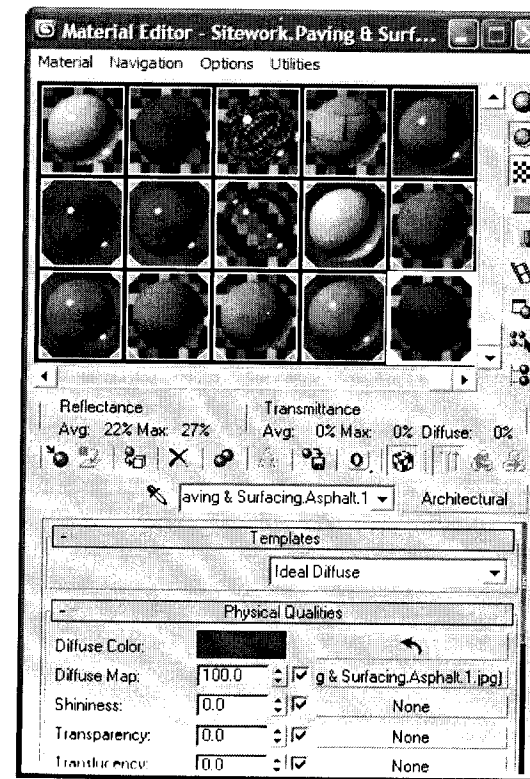 Material Editor - Sitework.Paving & Surf...
Material Navigation Options Utilities
Reflectance Transmittance
Avg: 22% Max: 27% Avg: 0% Max: 0% Diffuse: 0%
aving & Surfacing.Asphalt.1 Architectural
- Templates
Ideal Diffuse
- Physical Qualities
Diffuse Color:
Diffuse Map: 100.0 g & Surfacing.Asphalt.1.jpg)
Shininess: 0.0 None
Transparency: 0.0 None
Translucency: 0.0 None